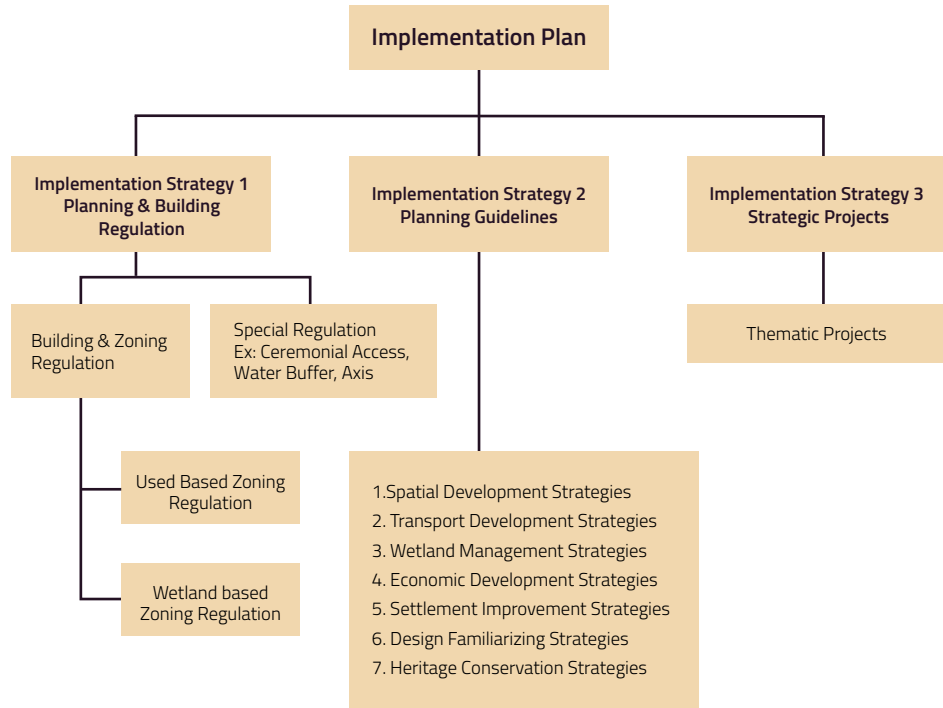 Implementation Plan
Implementation Strategy 1
Planning & Building
Regulation
Implementation Strategy 2
Planning Guidelines
Implementation Strategy 3
Strategic Projects
Building & Zoning
Regulation
Special Regulation
Ex: Ceremonial Access,
Water Buffer, Axis
Thematic Projects
Used Based Zoning
Regulation
Wetland based
Zoning Regulation
1.Spatial Development Strategies
2. Transport Development Strategies
3. Wetland Management Strategies
4. Economic Development Strategies
5. Settlement Improvement Strategies
6. Design Familiarizing Strategies
7. Heritage Conservation Strategies